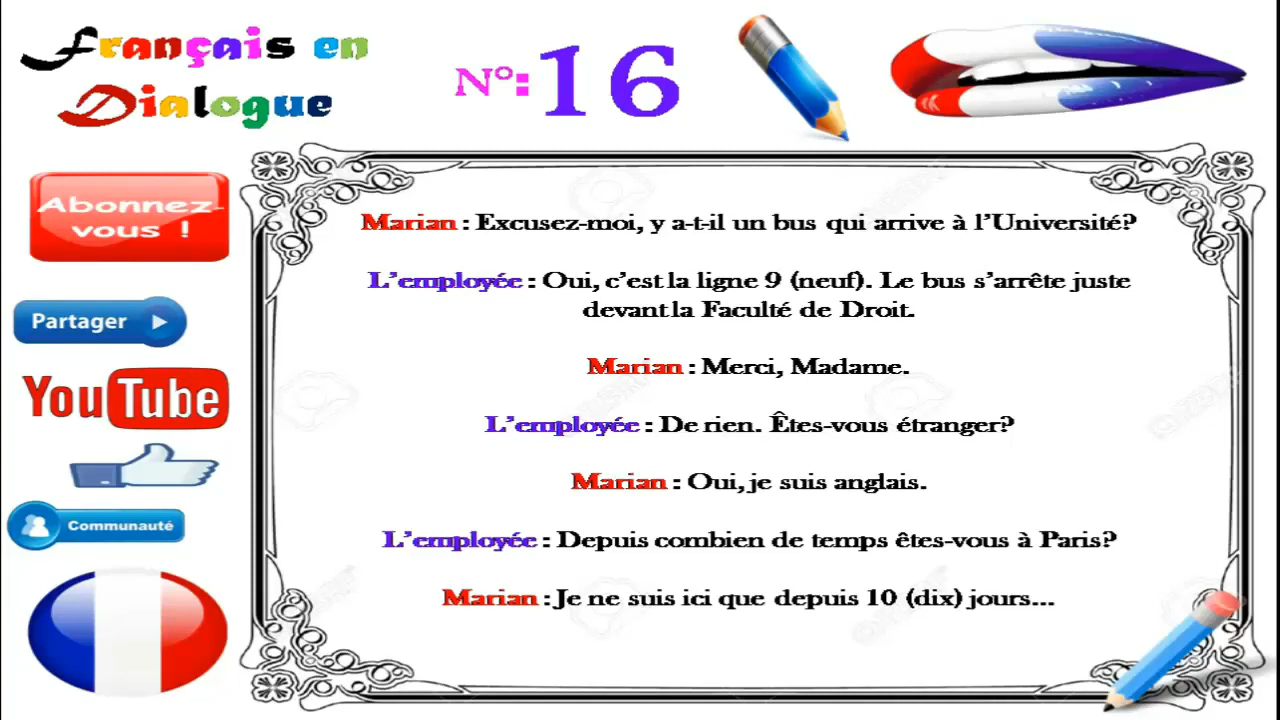 Français en
Dialogue
N°:16
Abonnez-
vous !
Partager
YouTube
Communauté
Marian : Excusez-moi, y a-t-il un bus qui arrive à l’Université?
L’employée : Oui, c’est la ligne 9 (neuf). Le bus s’arrête juste
devant la Faculté de Droit.
Marian : Merci, Madame.
L’employée : De rien. Êtes-vous étranger?
Marian : Oui, je suis anglais.
L’employée : Depuis combien de temps êtes-vous à Paris?
Marian : Je ne suis ici que depuis 10 (dix) jours...